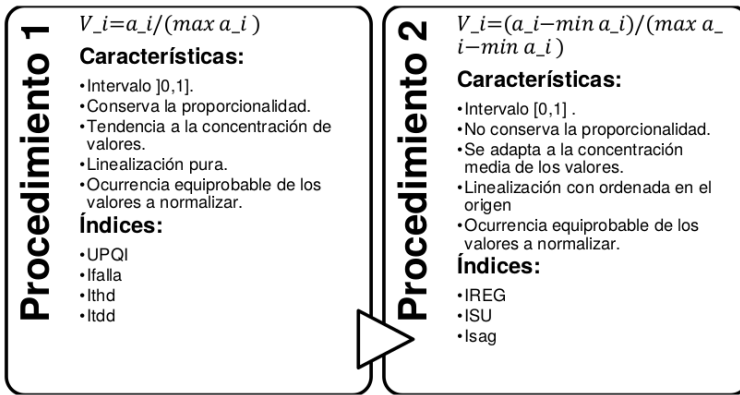 Procedimiento 1
V_i=a_i/(max a_i )
Características:
•Intervalo ]0,1].
•Conserva la proporcionalidad.
•Tendencia a la concentración de
valores.
•Linealización pura.
•Ocurrencia equiprobable de los
valores a normalizar.
Índices:
•UPQI
•Ifalla
•Ithd
•Itdd
Procedimiento 2
V_i=(a_i−min a_i)/(max a_
i−min a_i )
Características:
•Intervalo [0,1] .
•No conserva la proporcionalidad.
•Se adapta a la concentración
media de los valores.
•Linealización con ordenada en el
origen
•Ocurrencia equiprobable de los
valores a normalizar.
Índices:
•IREG
•ISU
•Isag